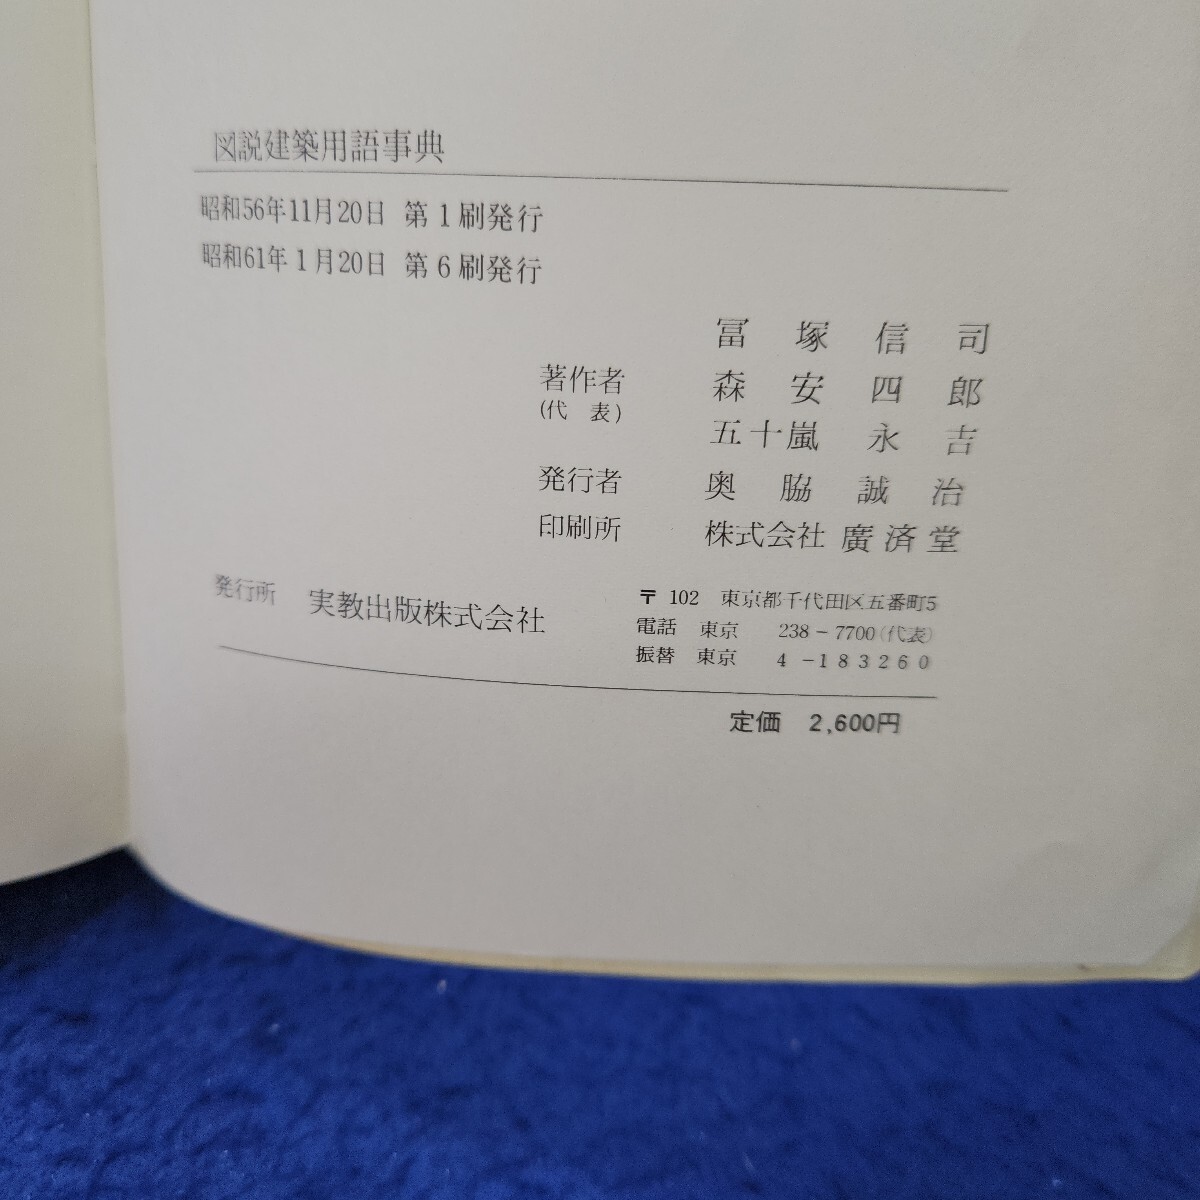 図説建築用語事典
昭和56年11月20日 第1刷発行
昭和61年1月20日 第6刷発行
冨塚信司
著作者 森安四郎
(代表)
五十嵐永吉
発行者 奥脇誠治
印刷所 株式会社廣済堂
発行所 実教出版株式会社
〒102 東京都千代田区五番町5
電話 東京 238-7700(代表)
振替 東京 4-183260
定価 2,600円